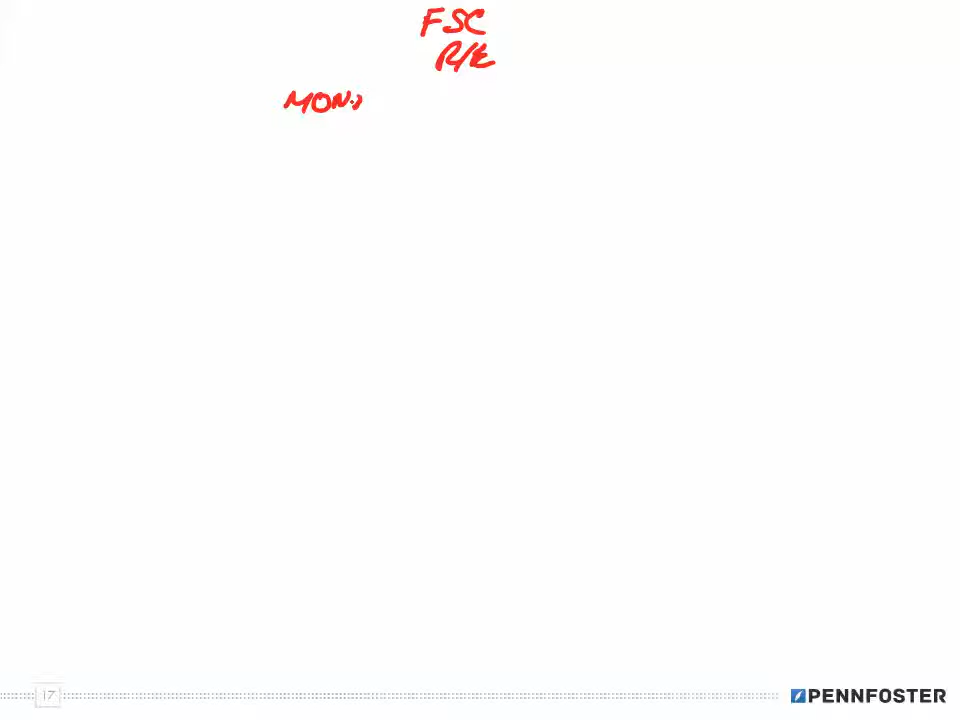 FSC
R/E
MON.,
17
PENNFOSTER